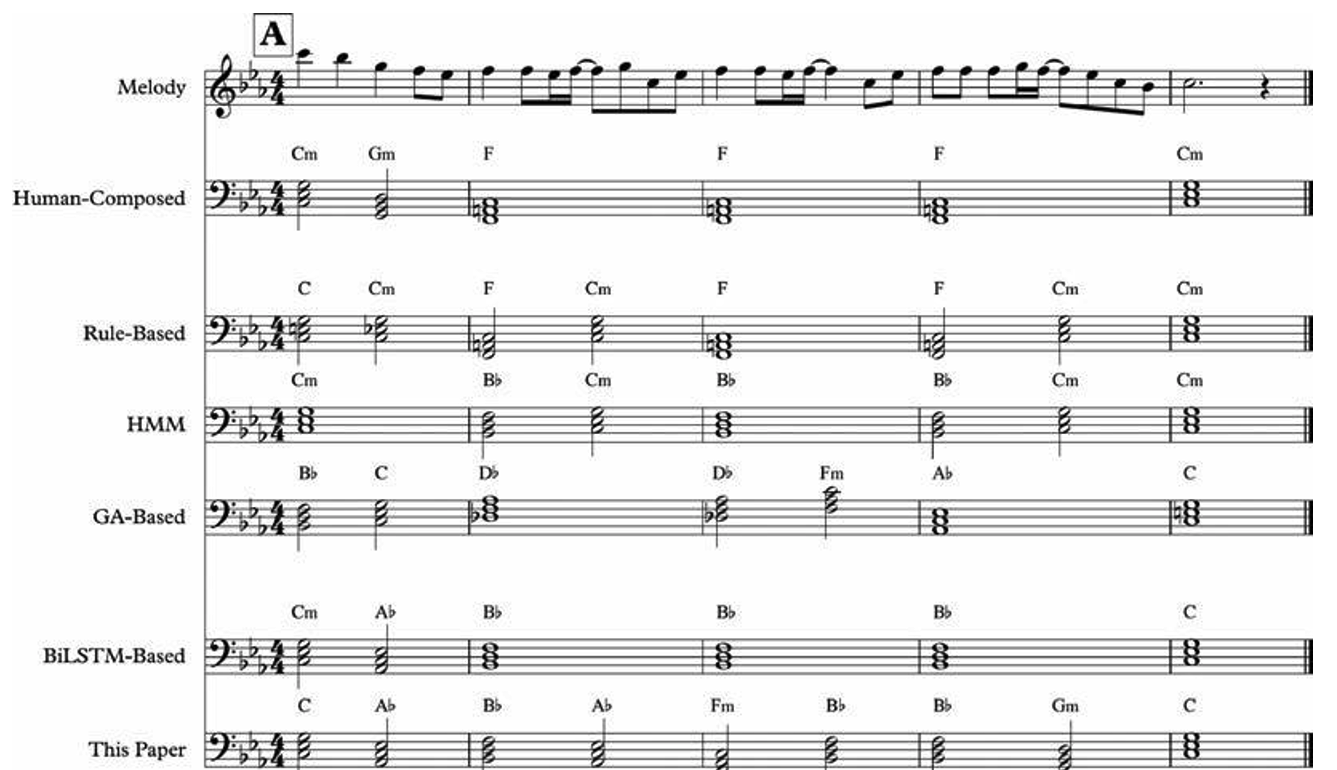 A
Melody
Cm Gm F F F Cm
Human-Composed
C Cm F Cm F F Cm Cm
Rule-Based
Cm B♭ Cm B♭ B♭ Cm Cm
HMM
B♭ C D♭ D♭ Fm A♭ C
GA-Based
Cm A♭ B♭ B♭ B♭ C
BiLSTM-Based
C A♭ B♭ A♭ Fm B♭ B♭ Gm C
This Paper